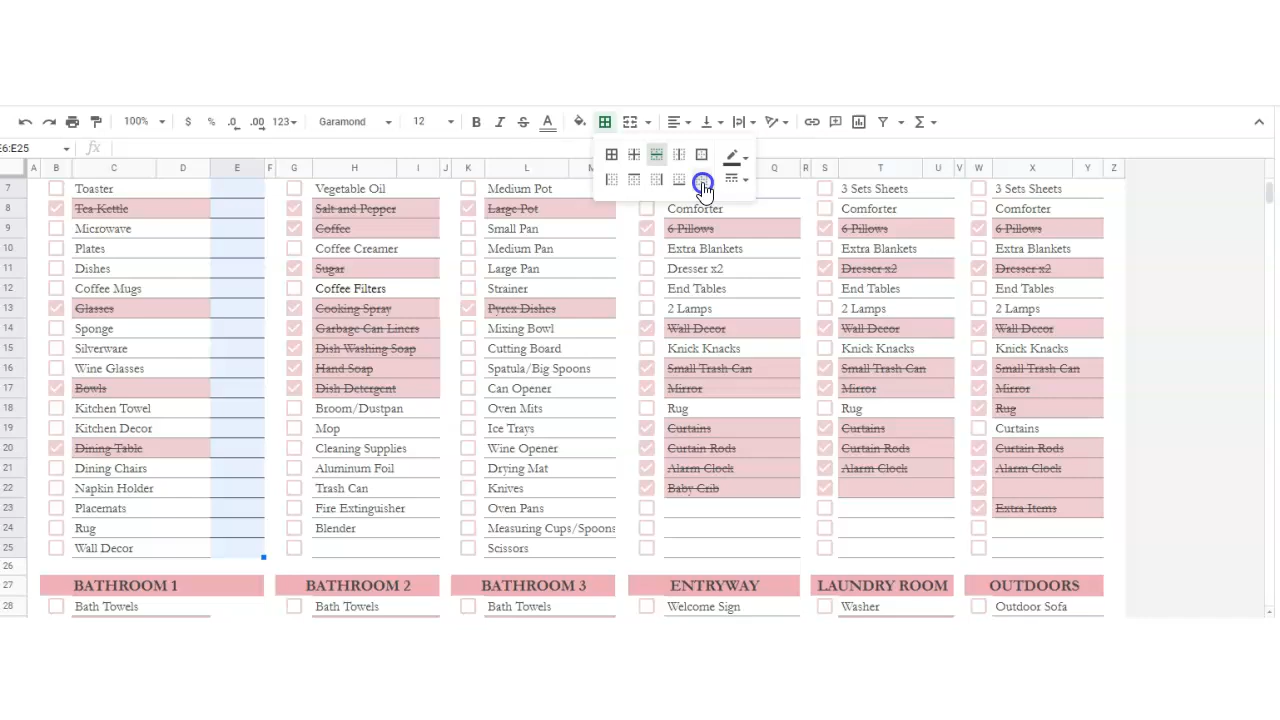 100% $ % .0 .00 123 Garamond 12 B I S A
E6:E25 fx
A B C D E F G H I J K L M Q R S T U V W X Y Z
7 Toaster Vegetable Oil Medium Pot 3 Sets Sheets 3 Sets Sheets
8 Tea Kettle Salt and Pepper Large Pot Comforter Comforter Comforter
9 Microwave Coffee Small Pan 6 Pillows 6 Pillows 6 Pillows
10 Plates Coffee Creamer Medium Pan Extra Blankets Extra Blankets Extra Blankets
11 Dishes Sugar Large Pan Dresser x2 Dresser x2 Dresser x2
12 Coffee Mugs Coffee Filters Strainer End Tables End Tables End Tables
13 Glasses Cooking Spray Pyrex Dishes 2 Lamps 2 Lamps 2 Lamps
14 Sponge Garbage Can Liners Mixing Bowl Wall Decor Wall Decor Wall Decor
15 Silverware Dish Washing Soap Cutting Board Knick Knacks Knick Knacks Knick Knacks
16 Wine Glasses Hand Soap Spatula/Big Spoons Small Trash Can Small Trash Can Small Trash Can
17 Bowls Dish Detergent Can Opener Mirror Mirror Mirror
18 Kitchen Towel Broom/Dustpan Oven Mits Rug Rug Rug
19 Kitchen Decor Mop Ice Trays Curtains Curtains Curtains
20 Dining Table Cleaning Supplies Wine Opener Curtain Rods Curtain Rods Curtain Rods
21 Dining Chairs Aluminum Foil Drying Mat Alarm Clock Alarm Clock Alarm Clock
22 Napkin Holder Trash Can Knives Baby Crib
23 Placemats Fire Extinguisher Oven Pans Extra Items
24 Rug Blender Measuring Cups/Spoons
25 Wall Decor Scissors
26
27 BATHROOM 1 BATHROOM 2 BATHROOM 3 ENTRYWAY LAUNDRY ROOM OUTDOORS
28 Bath Towels Bath Towels Bath Towels Welcome Sign Washer Outdoor Sofa